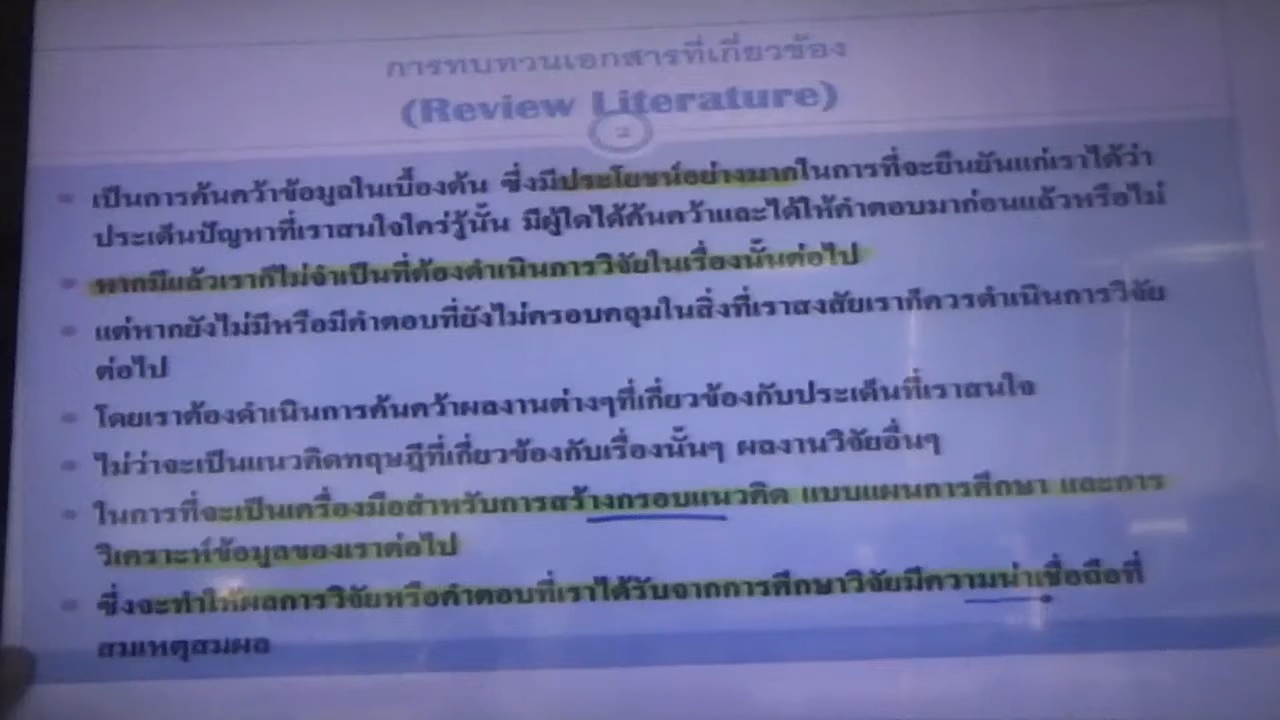 การทบทวนเอกสารที่เกี่ยวข้อง
(Review Literature)
2
เป็นการค้นคว้าข้อมูลในเบื้องต้น ซึ่งมีประโยชน์อย่างมากในการที่จะยืนยันแก่เราได้ว่า
ประเด็นปัญหาที่เราสนใจใคร่รู้นั้น มีผู้ใดได้ค้นคว้าและได้ให้คำตอบมาก่อนแล้วหรือไม่
หากมีแล้วเราก็ไม่จำเป็นที่ต้องดำเนินการวิจัยในเรื่องนั้นต่อไป
แต่หากยังไม่มีหรือมีคำตอบที่ยังไม่ครอบคลุมในสิ่งที่เราสงสัยเราก็ควรดำเนินการวิจัย
ต่อไป
โดยเราต้องดำเนินการค้นคว้าผลงานต่างๆที่เกี่ยวข้องกับประเด็นที่เราสนใจ
ไม่ว่าจะเป็นแนวคิดทฤษฎีที่เกี่ยวข้องกับเรื่องนั้นๆ ผลงานวิจัยอื่นๆ
ในการที่จะเป็นเครื่องมือสำหรับการสร้างกรอบแนวคิด แบบแผนการศึกษา และการ
วิเคราะห์ข้อมูลของเราต่อไป
ซึ่งจะทำให้ผลการวิจัยหรือคำตอบที่เราได้รับจากการศึกษาวิจัยมีความน่าเชื่อถือที่
สมเหตุสมผล